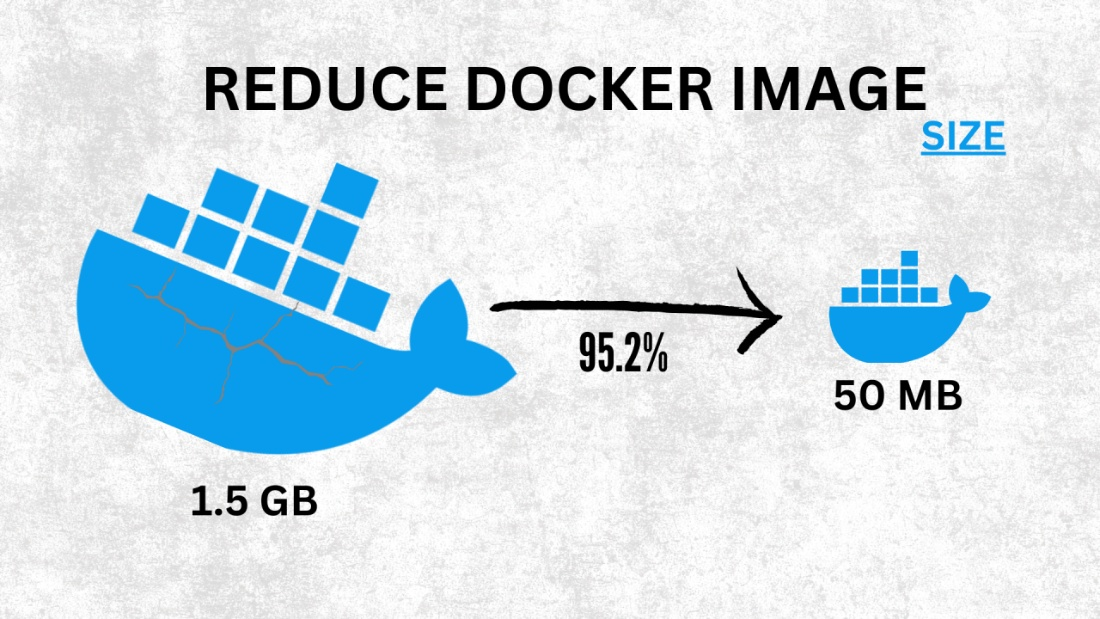 REDUCE DOCKER IMAGE
SIZE
95.2%
50 MB
1.5 GB